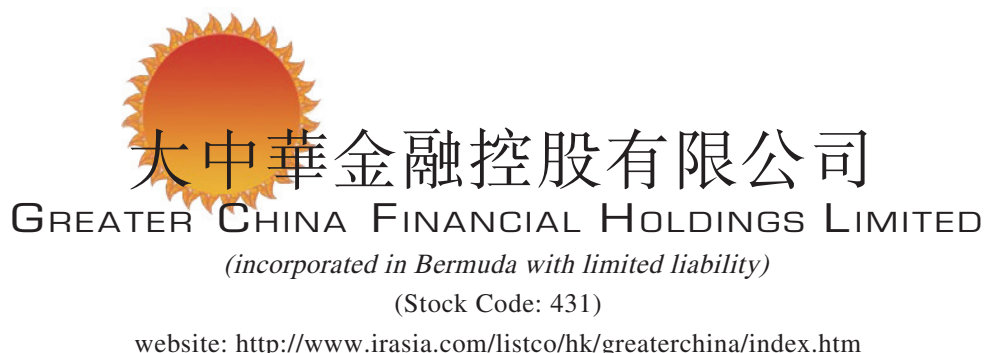 大中華金融控股有限公司
GREATER CHINA FINANCIAL HOLDINGS LIMITED
(incorporated in Bermuda with limited liability)
(Stock Code: 431)
website: http://www.irasia.com/listco/hk/greaterchina/index.htm